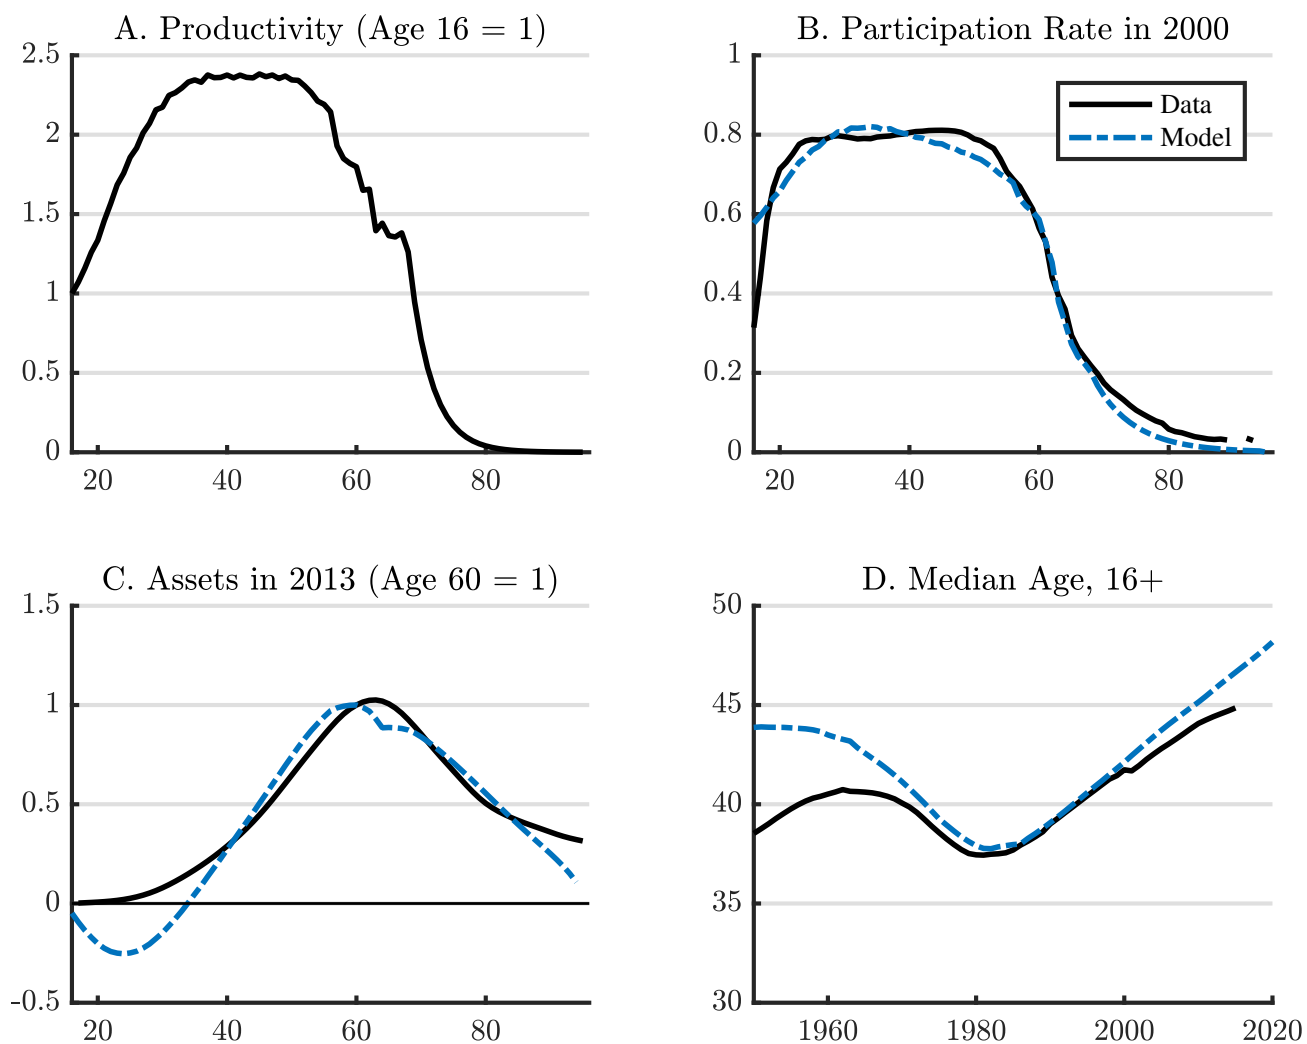 A. Productivity (Age 16 = 1)
2.5
2
1.5
1
0.5
0
20 40 60 80
B. Participation Rate in 2000
1
0.8
0.6
0.4
0.2
0
20 40 60 80
Data
Model
C. Assets in 2013 (Age 60 = 1)
1.5
1
0.5
0
-0.5
20 40 60 80
D. Median Age, 16+
50
45
40
35
30
1960 1980 2000 2020